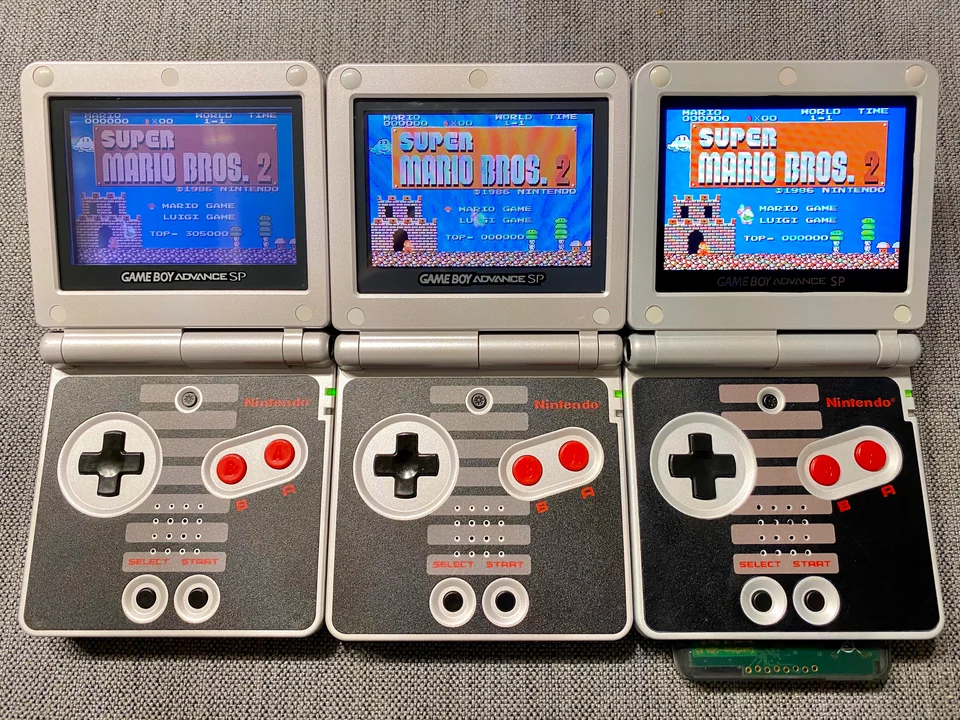 MARIO WORLD TIME
000000 X00 1-1
SUPER
MARIO BROS. 2
©1986 NINTENDO
MARIO GAME
LUIGI GAME
TOP- 305000
GAME BOY ADVANCE SP
Nintendo
B A
B A
SELECT START
MARIO WORLD TIME
000000 X00 1-1
SUPER
MARIO BROS. 2
©1986 NINTENDO
MARIO GAME
LUIGI GAME
TOP- 000000
GAME BOY ADVANCE SP
Nintendo
B A
B A
SELECT START
MARIO WORLD TIME
000000 X00 1-1
SUPER
MARIO BROS. 2
©1986 NINTENDO
MARIO GAME
LUIGI GAME
TOP- 000000
GAME BOY ADVANCE SP
Nintendo®
B A
B A
SELECT START